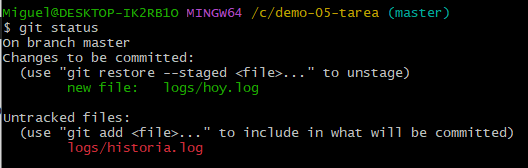 Miguel@DESKTOP-IK2RB1O MINGW64 /c/demo-05-tarea (master)
$ git status
On branch master
Changes to be committed:
  (use "git restore --staged <file>..." to unstage)
        new file:   logs/hoy.log

Untracked files:
  (use "git add <file>..." to include in what will be committed)
        logs/historia.log